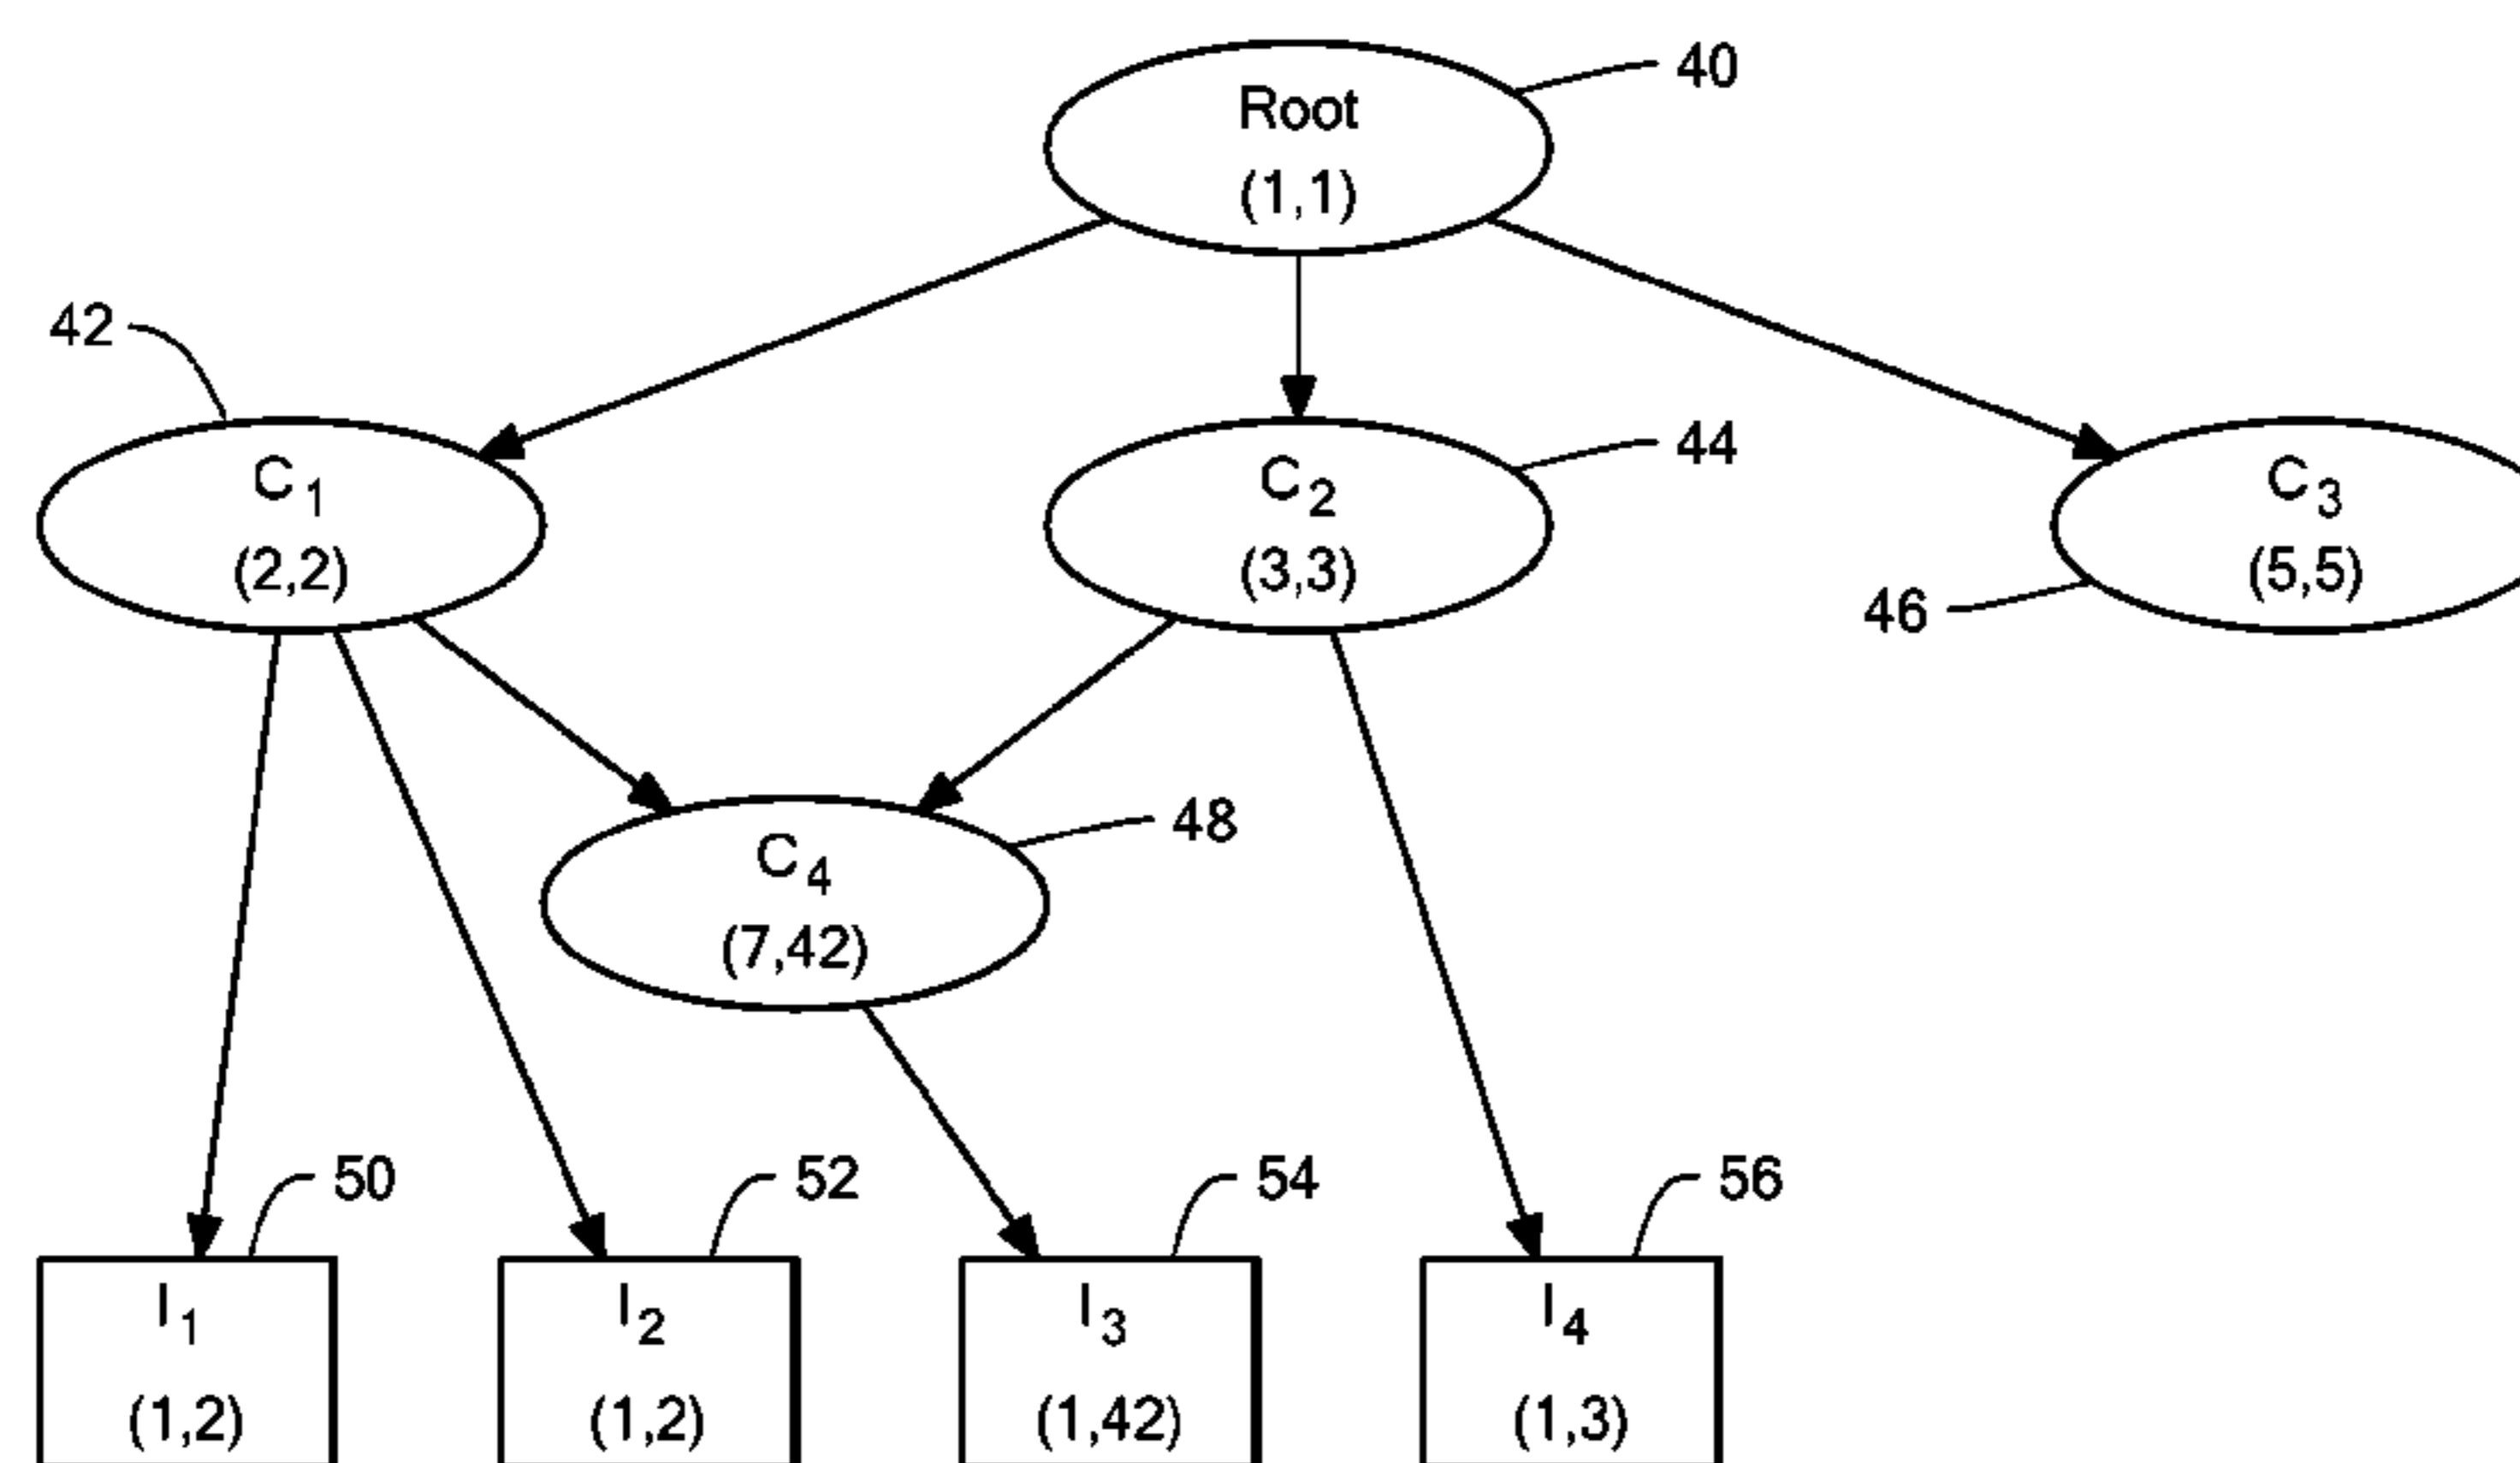 40
Root
(1,1)
42
C1
(2,2)
44
C2
(3,3)
C3
(5,5)
46
48
C4
(7,42)
50
52
54
56
I1
(1,2)
I2
(1,2)
I3
(1,42)
I4
(1,3)